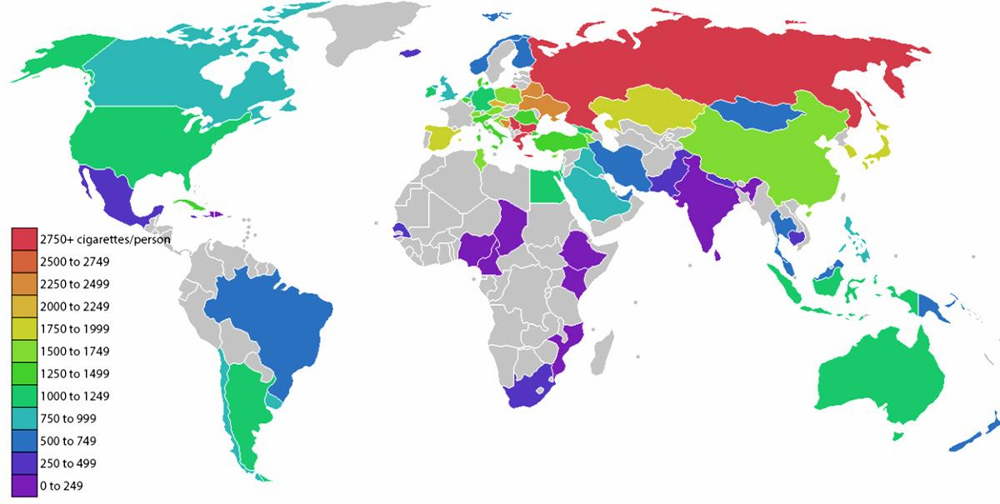 2750+ cigarettes/person
2500 to 2749
2250 to 2499
2000 to 2249
1750 to 1999
1500 to 1749
1250 to 1499
1000 to 1249
750 to 999
500 to 749
250 to 499
0 to 249